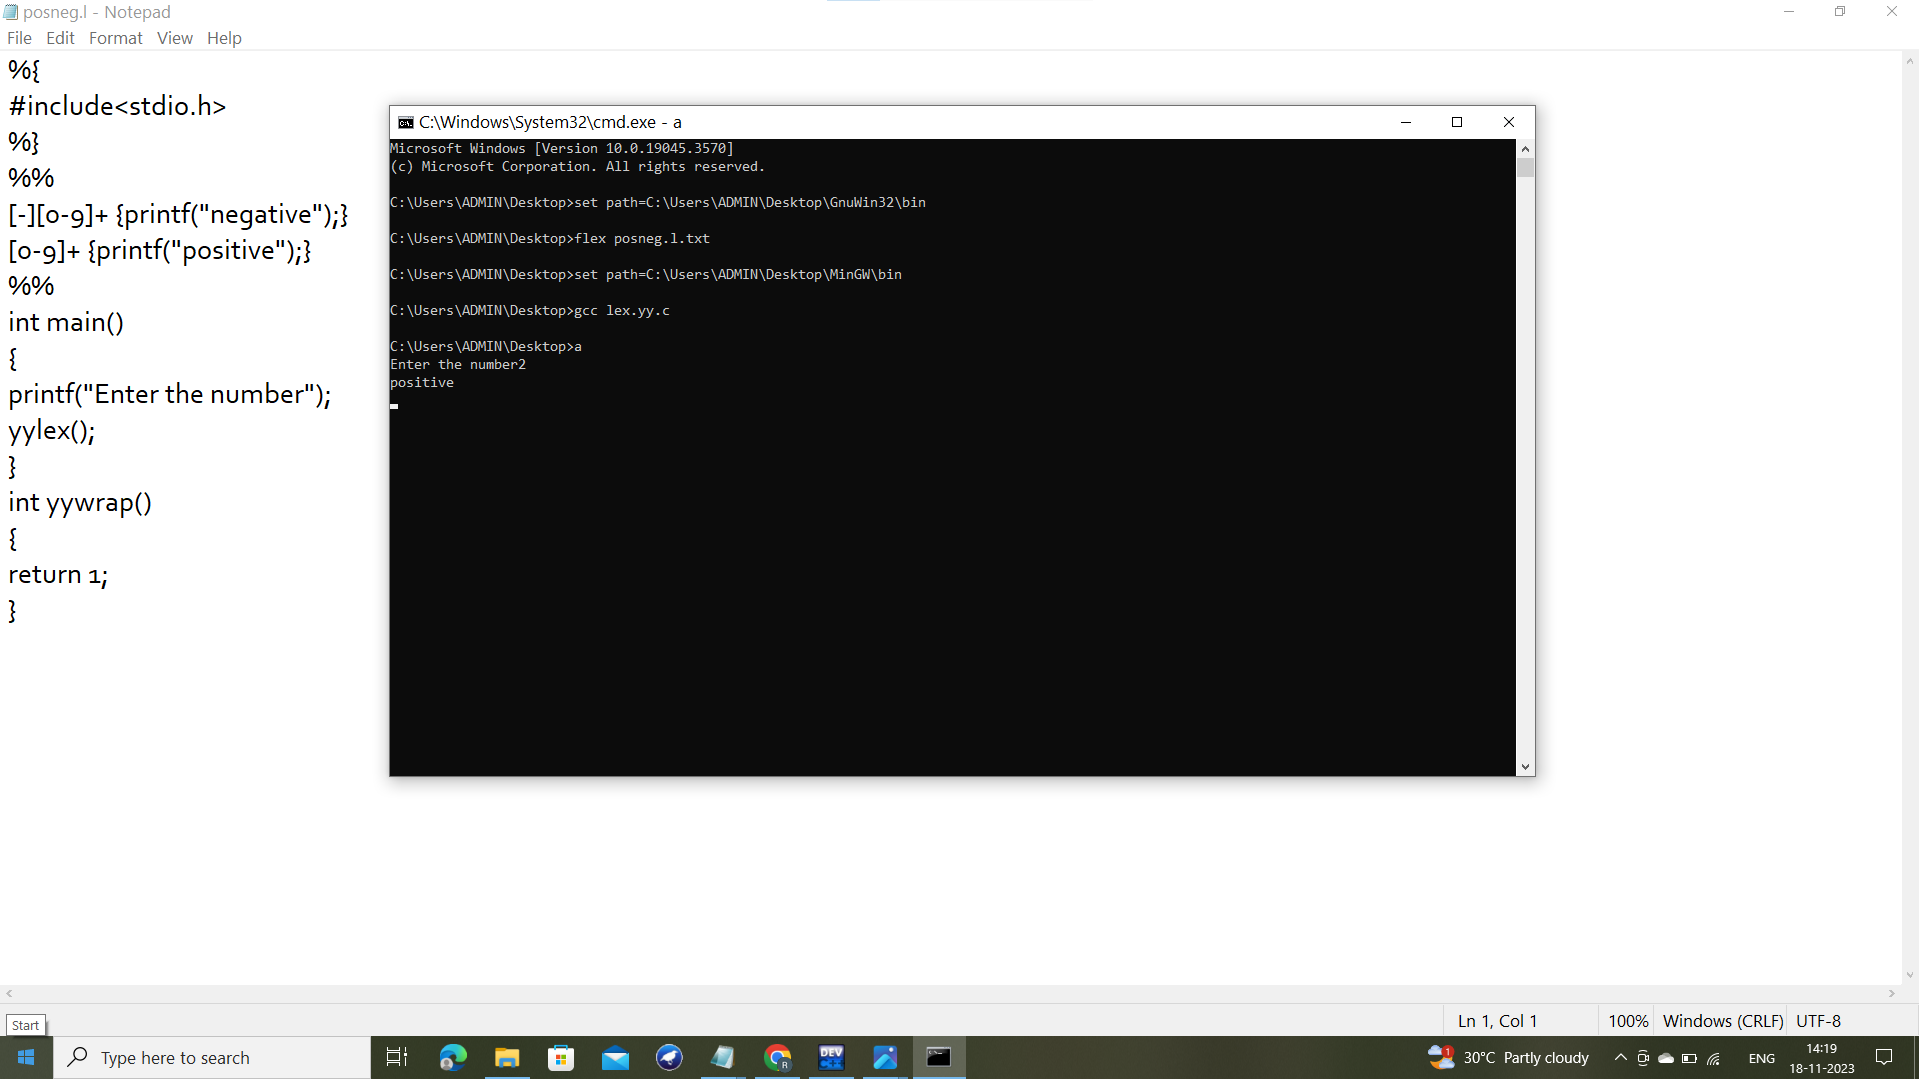 posneg.l - Notepad
File Edit Format View Help
%{
#include<stdio.h>
%}
%%
[-][0-9]+ {printf("negative");}
[0-9]+ {printf("positive");}
%%
int main()
{
printf("Enter the number");
yylex();
}
int yywrap()
{
return 1;
}
C:\Windows\System32\cmd.exe - a
Microsoft Windows [Version 10.0.19045.3570]
(c) Microsoft Corporation. All rights reserved.
C:\Users\ADMIN\Desktop>set path=C:\Users\ADMIN\Desktop\GnuWin32\bin
C:\Users\ADMIN\Desktop>flex posneg.l.txt
C:\Users\ADMIN\Desktop>set path=C:\Users\ADMIN\Desktop\MinGW\bin
C:\Users\ADMIN\Desktop>gcc lex.yy.c
C:\Users\ADMIN\Desktop>a
Enter the number2
positive
Ln 1, Col 1 100% Windows (CRLF) UTF-8
Start
Type here to search
R
DEV
1
30°C Partly cloudy
ENG
14:19
18-11-2023